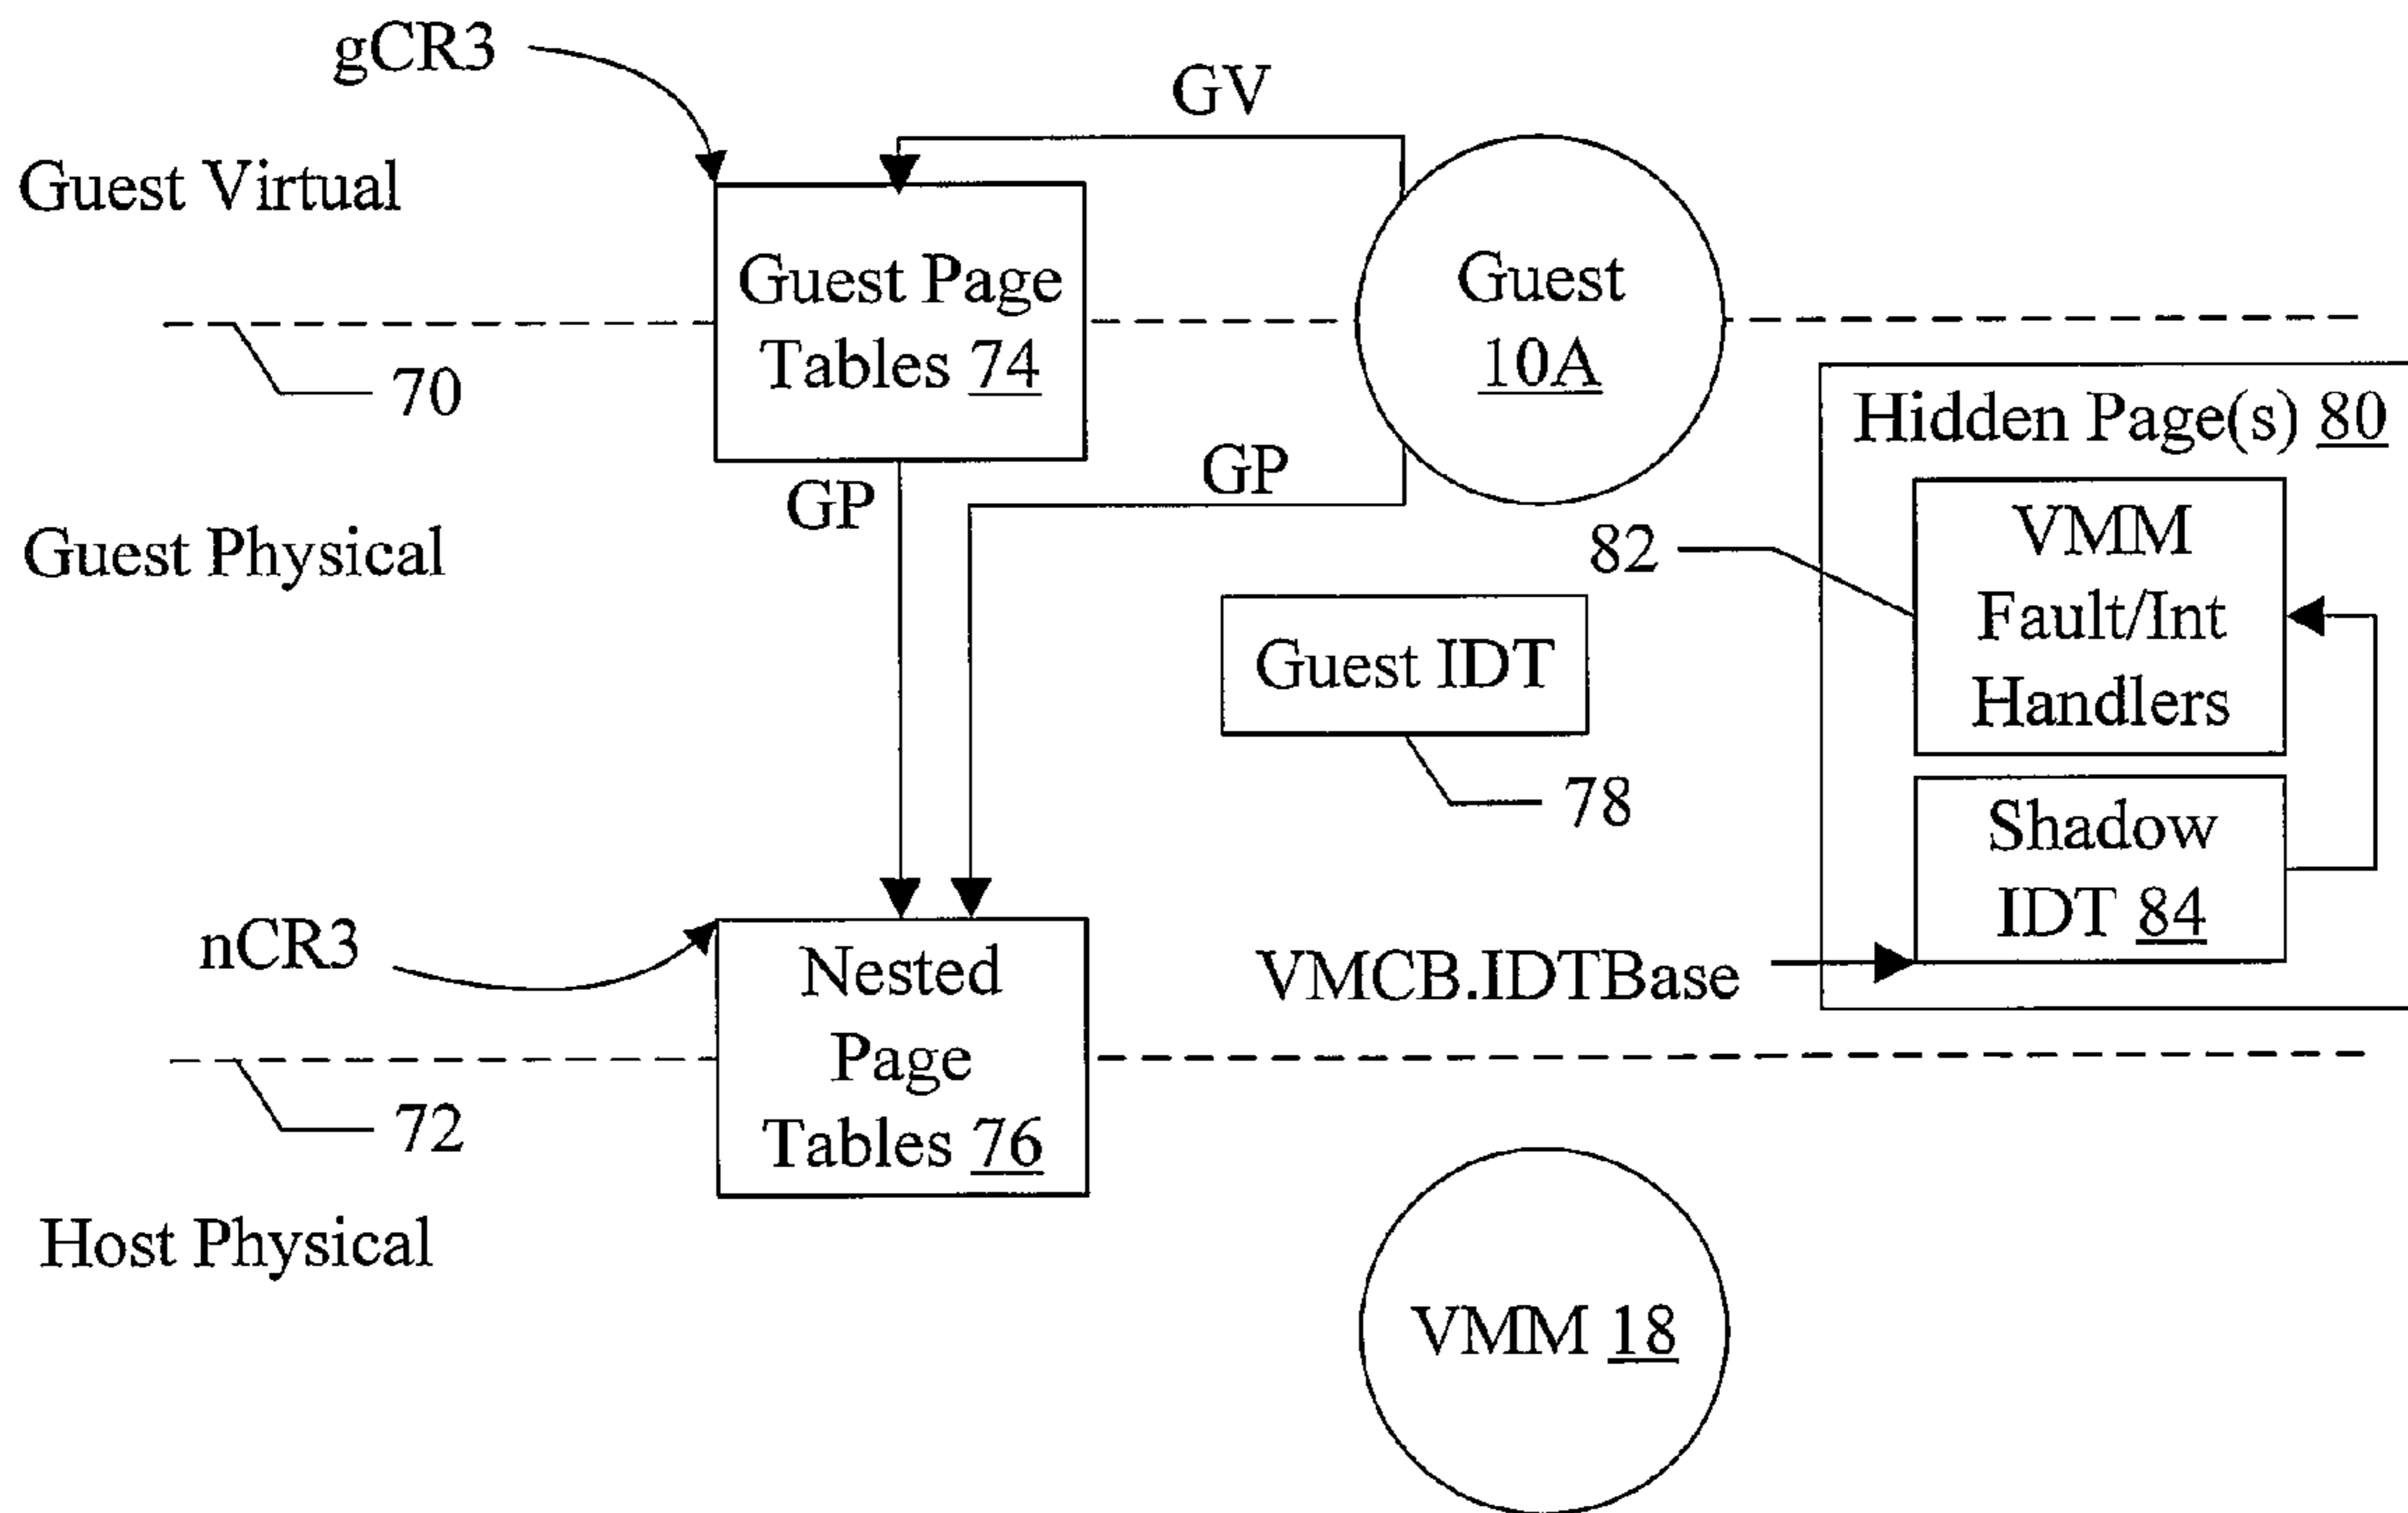 gCR3
GV
Guest Virtual
Guest Page
Tables 74
Guest
10A
70
Hidden Page(s) 80
GP
GP
Guest Physical
82
VMM
Fault/Int
Handlers
Guest IDT
78
Shadow
IDT 84
nCR3
VMCB.IDTBase
Nested
Page
Tables 76
72
Host Physical
VMM 18